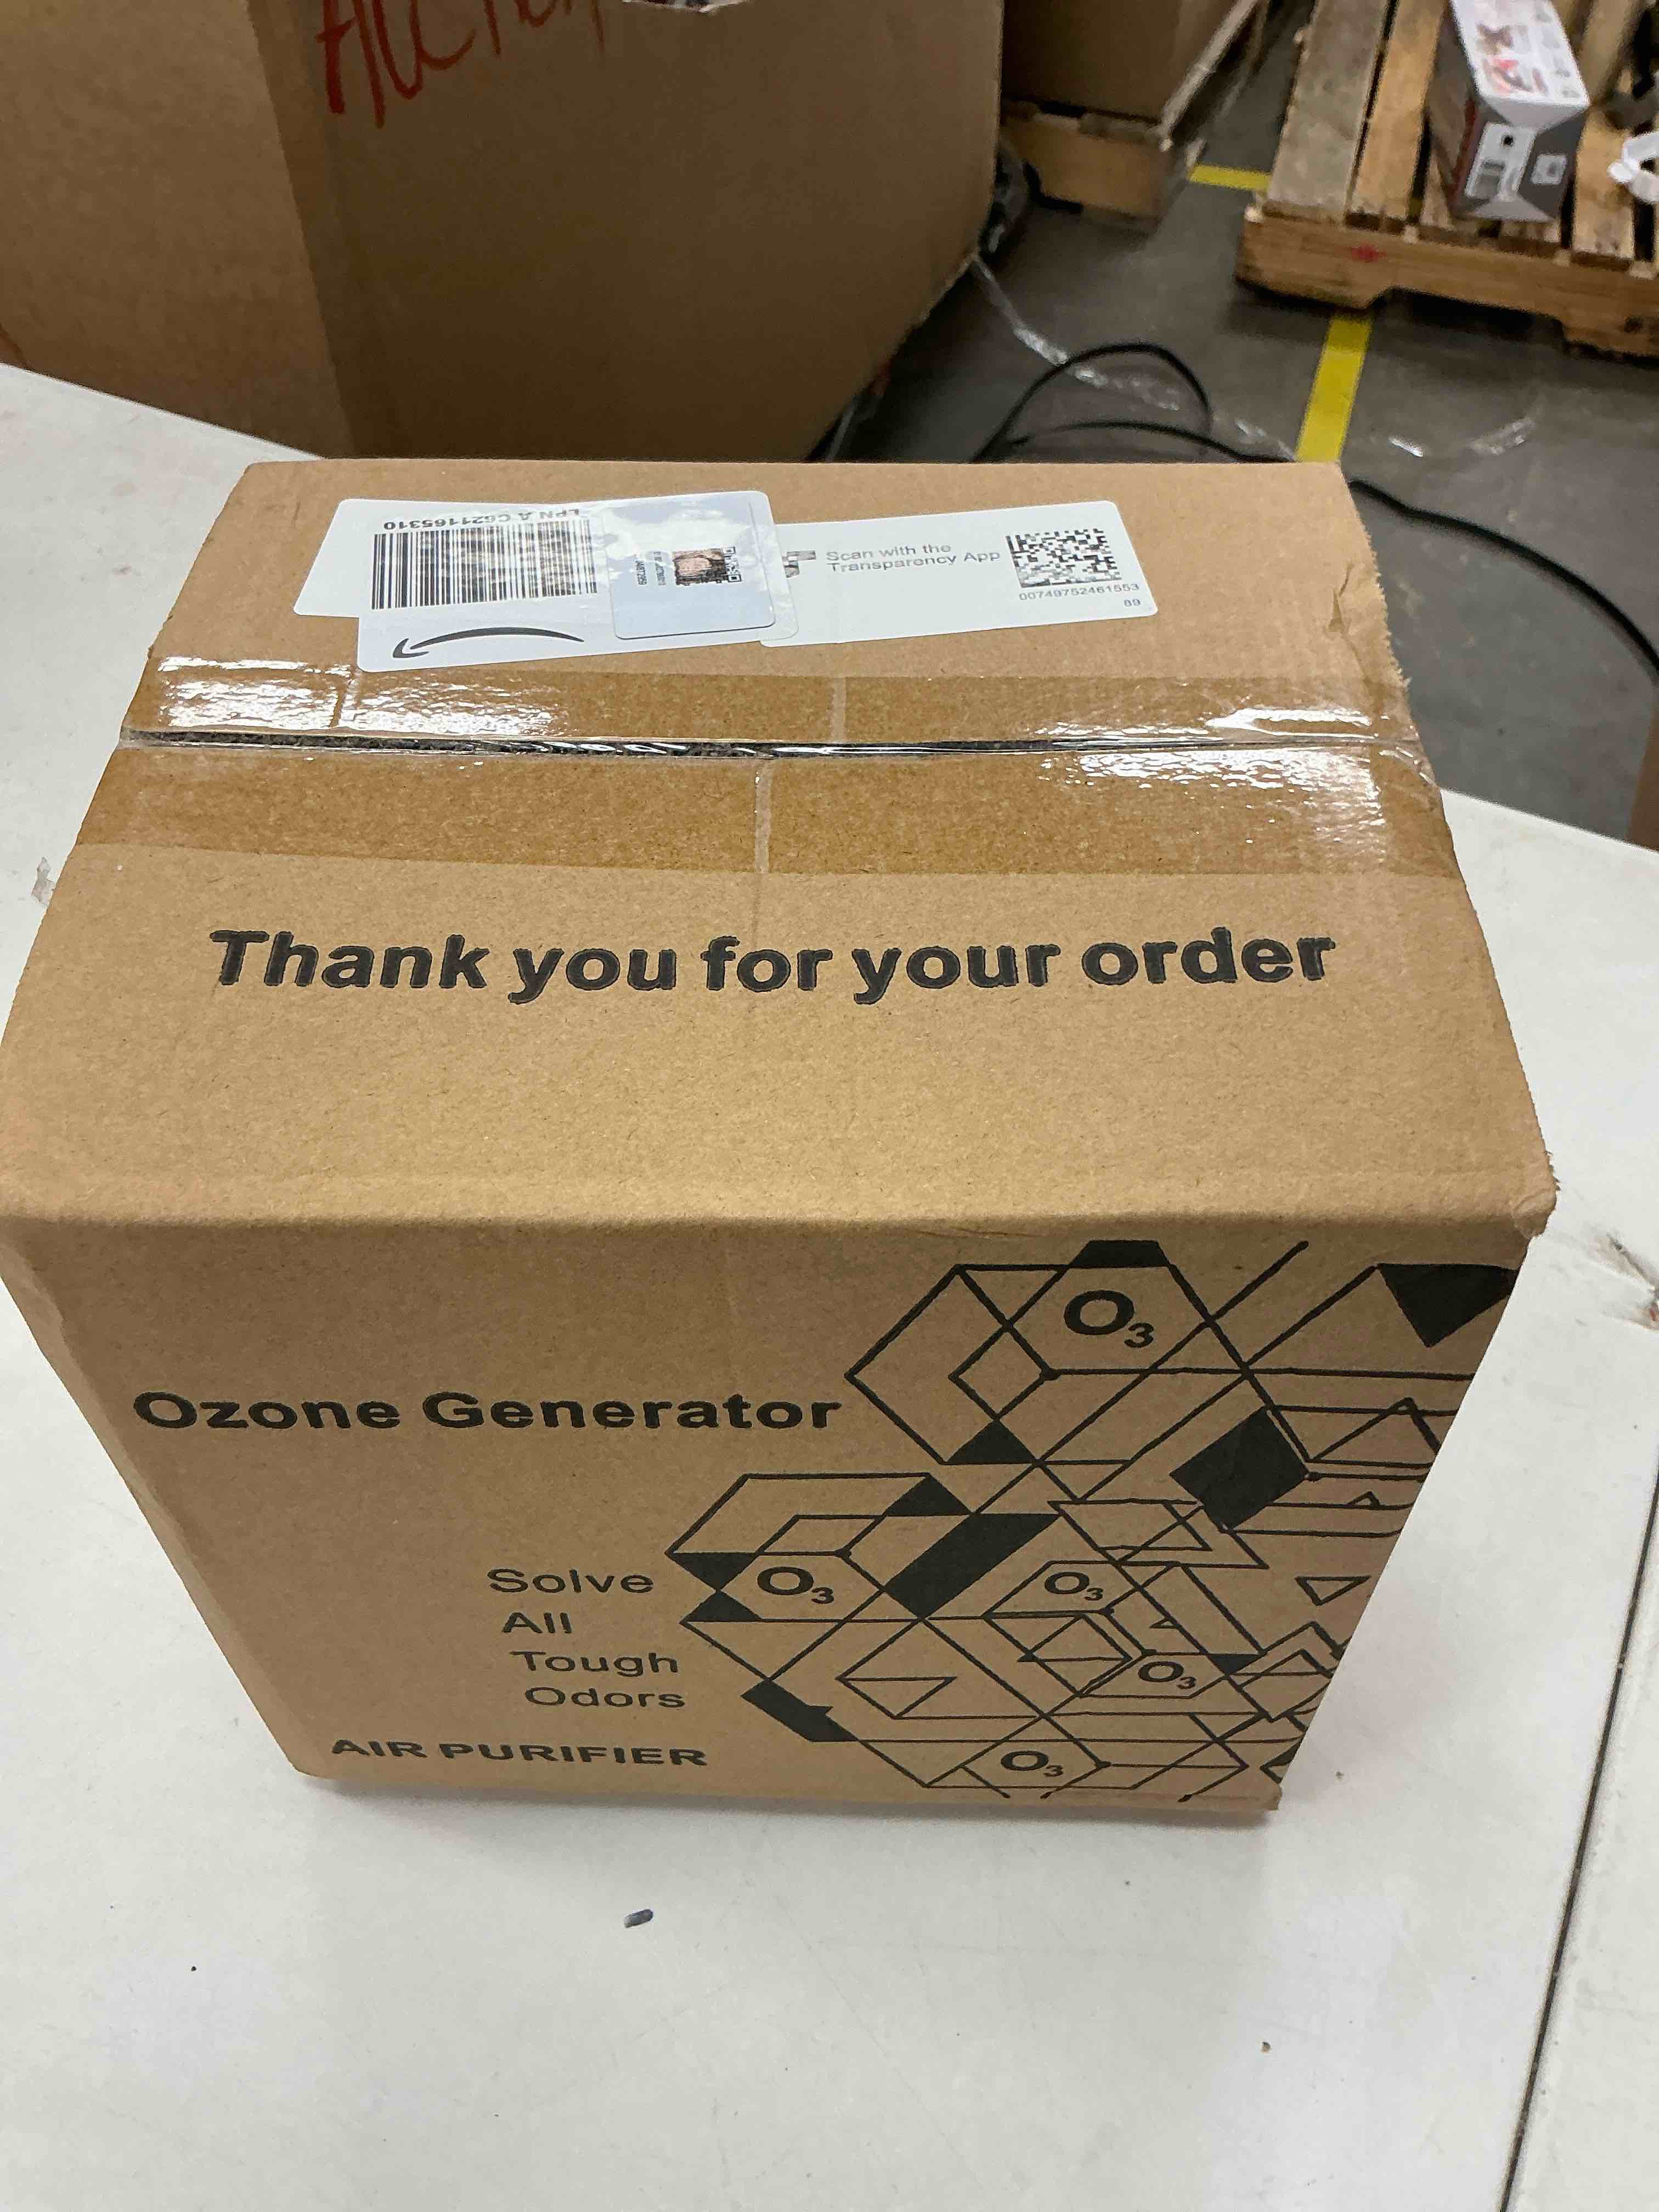 LPN A C621165310
Scan with the
Transparency App
00749752461553
89
Thank you for your order
Ozone Generator
O3
O3
O3
O3
O3
Solve
All
Tough
Odors
AIR PURIFIER